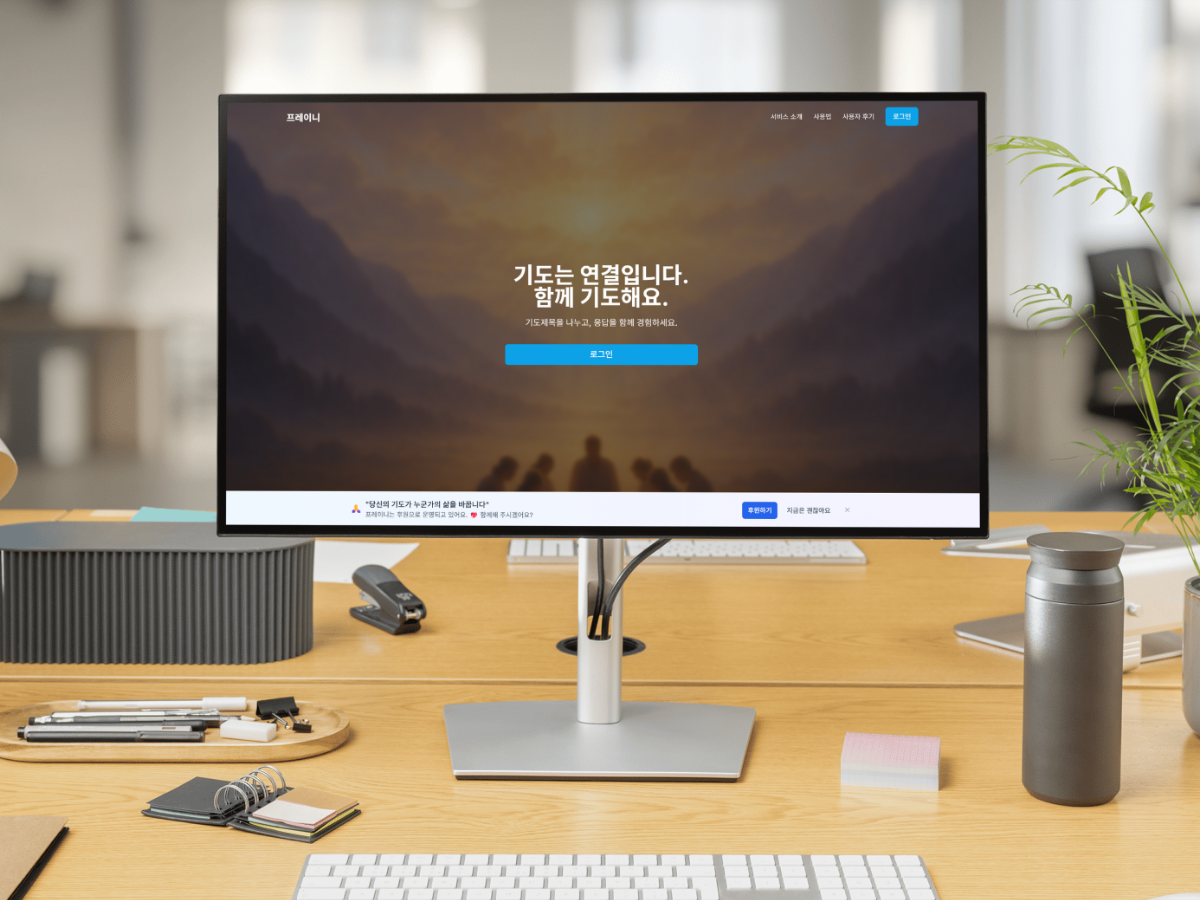 프레이니
서비스 소개 사용법 사용자 후기 로그인
기도는 연결입니다.
함께 기도해요.
기도제목을 나누고, 응답을 함께 경험하세요.
로그인
"당신의 기도가 누군가의 삶을 바꿉니다"
프레이니는 후원으로 운영되고 있어요. 💗 함께해 주시겠어요?
후원하기 지금은 괜찮아요 ×